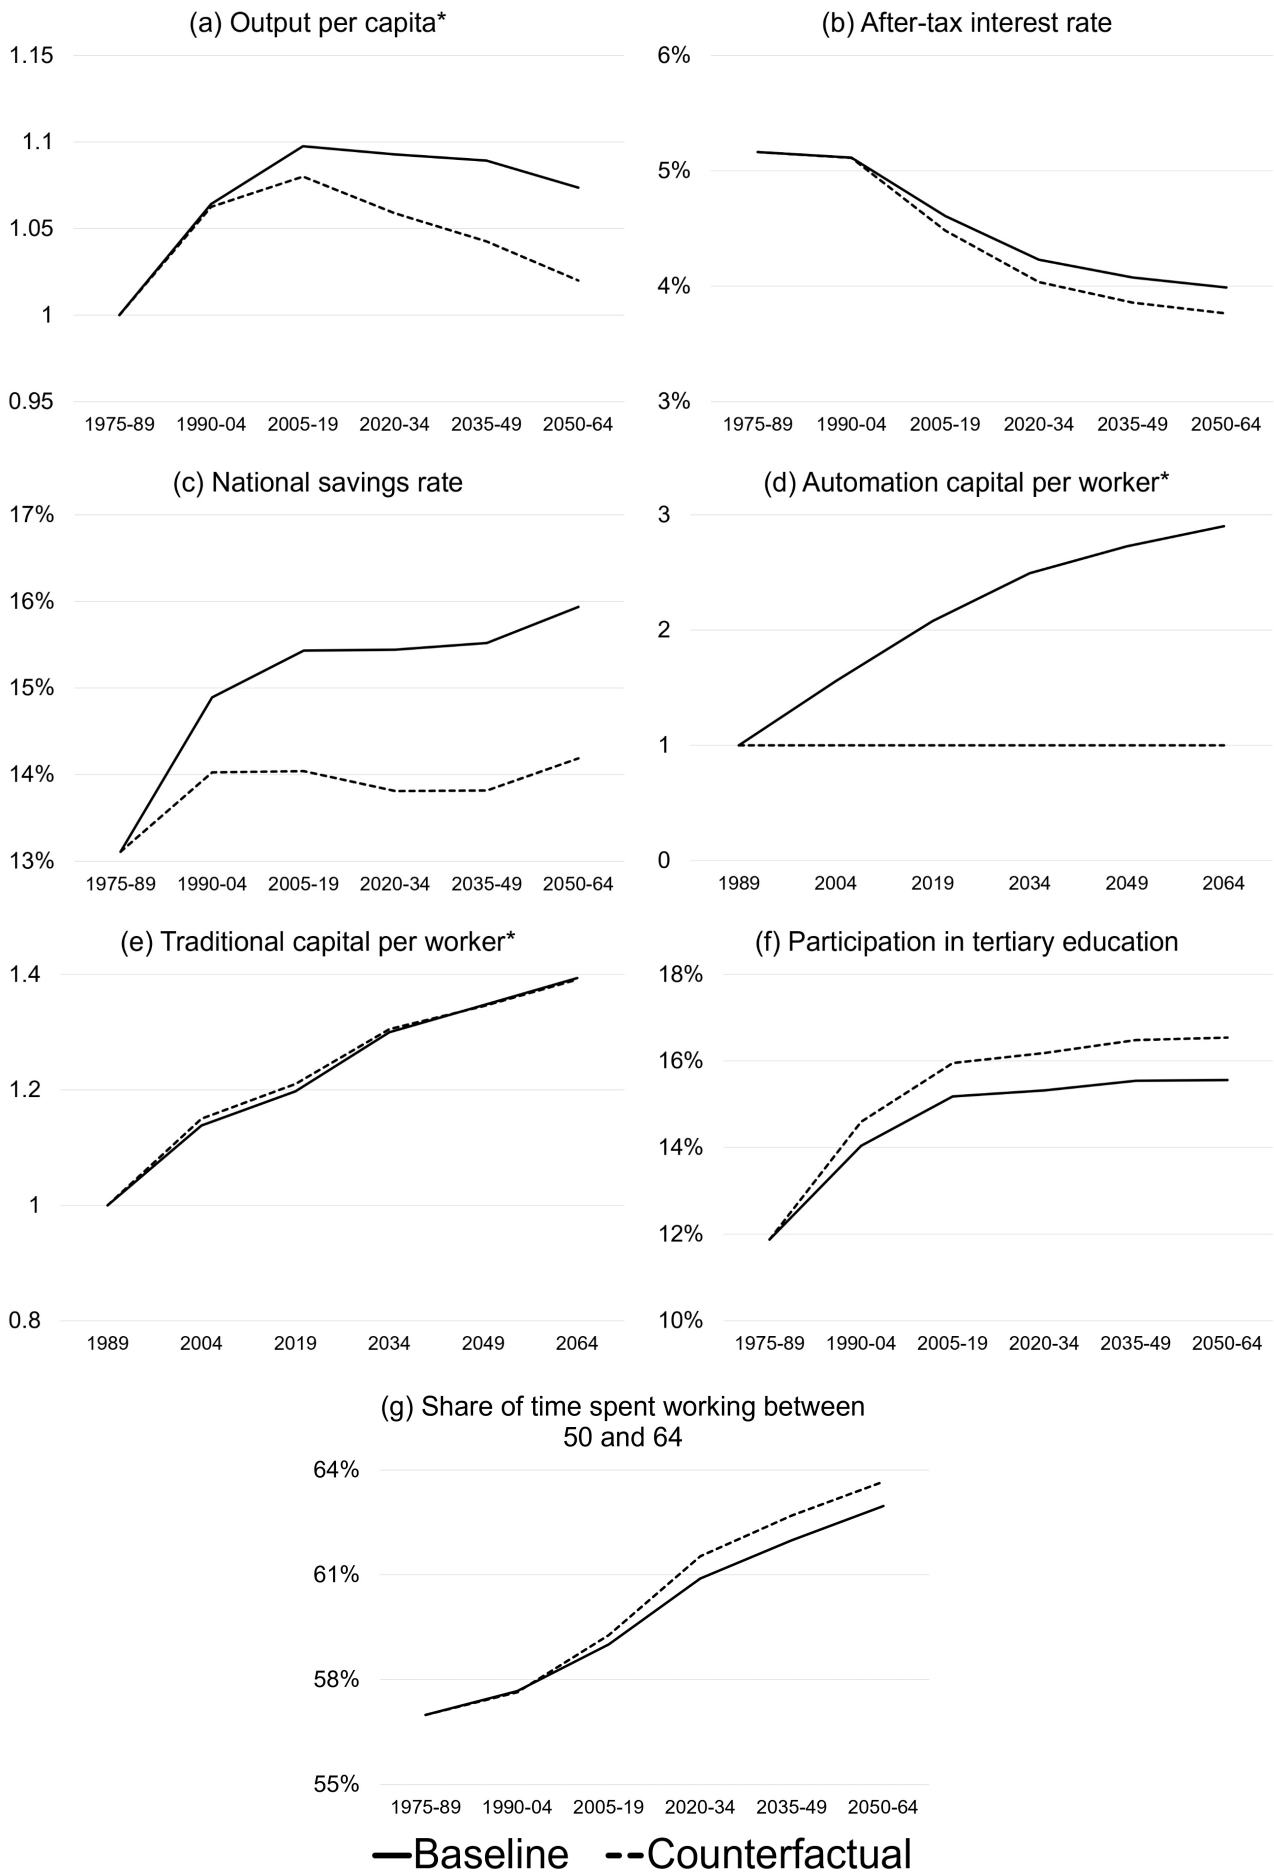 (a) Output per capita*
1.15
1.1
1.05
1
0.95
1975-89 1990-04 2005-19 2020-34 2035-49 2050-64
(b) After-tax interest rate
6%
5%
4%
3%
1975-89 1990-04 2005-19 2020-34 2035-49 2050-64
(c) National savings rate
17%
16%
15%
14%
13%
1975-89 1990-04 2005-19 2020-34 2035-49 2050-64
(d) Automation capital per worker*
3
2
1
0
1989 2004 2019 2034 2049 2064
(e) Traditional capital per worker*
1.4
1.2
1
0.8
1989 2004 2019 2034 2049 2064
(f) Participation in tertiary education
18%
16%
14%
12%
10%
1975-89 1990-04 2005-19 2020-34 2035-49 2050-64
(g) Share of time spent working between
50 and 64
64%
61%
58%
55%
1975-89 1990-04 2005-19 2020-34 2035-49 2050-64
Baseline Counterfactual